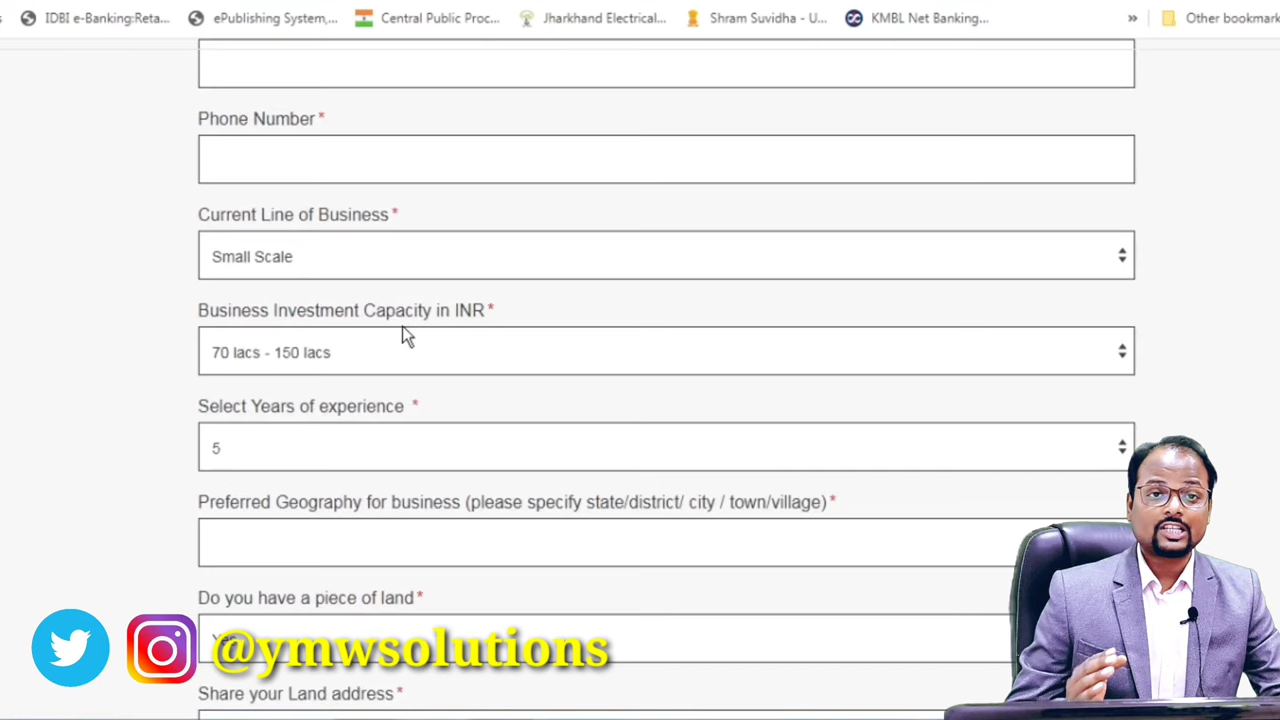 IDBI e-Banking:Reta...
ePublishing System,...
Central Public Proc...
Jharkhand Electrical...
Shram Suvidha - U...
KMBL Net Banking...
»
Other bookmark
Phone Number*
Current Line of Business*
Small Scale
Business Investment Capacity in INR*
70 lacs - 150 lacs
Select Years of experience *
5
Preferred Geography for business (please specify state/district/ city / town/village)*
Do you have a piece of land*
@ymwsolutions
Share your Land address*